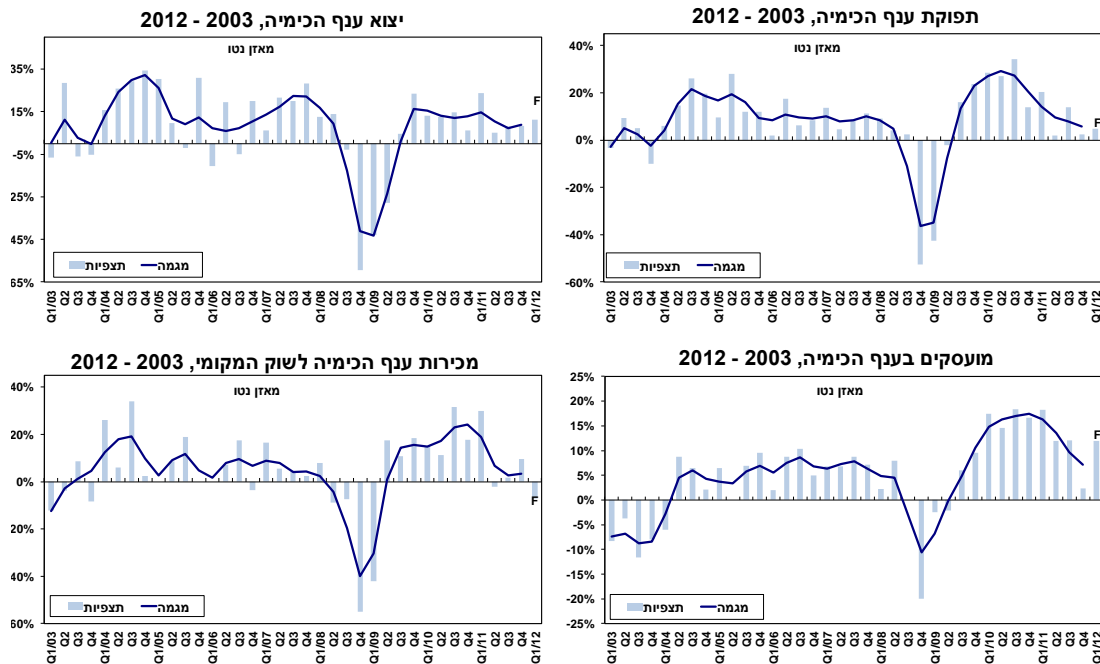 תפוקת ענף הכימיה, 2003 - 2012
מאזן נטו
40%
20%
0%
-20%
-40%
-60%
F
מגמה תצפיות
Q1/03 Q2 Q3 Q4 Q1/04 Q2 Q3 Q4 Q1/05 Q2 Q3 Q4 Q1/06 Q2 Q3 Q4 Q1/07 Q2 Q3 Q4 Q1/08 Q2 Q3 Q4 Q1/09 Q2 Q3 Q4 Q1/10 Q2 Q3 Q4 Q1/11 Q2 Q3 Q4 Q1/12
יצוא ענף הכימיה, 2003 - 2012
מאזן נטו
35%
15%
-5%
25%
45%
65%
F
מגמה תצפיות
Q1/03 Q2 Q3 Q4 Q1/04 Q2 Q3 Q4 Q1/05 Q2 Q3 Q4 Q1/06 Q2 Q3 Q4 Q1/07 Q2 Q3 Q4 Q1/08 Q2 Q3 Q4 Q1/09 Q2 Q3 Q4 Q1/10 Q2 Q3 Q4 Q1/11 Q2 Q3 Q4 Q1/12
מועסקים בענף הכימיה, 2003 - 2012
מאזן נטו
25%
20%
15%
10%
5%
0%
-5%
-10%
-15%
-20%
-25%
F
מגמה תצפיות
Q1/03 Q2 Q3 Q4 Q1/04 Q2 Q3 Q4 Q1/05 Q2 Q3 Q4 Q1/06 Q2 Q3 Q4 Q1/07 Q2 Q3 Q4 Q1/08 Q2 Q3 Q4 Q1/09 Q2 Q3 Q4 Q1/10 Q2 Q3 Q4 Q1/11 Q2 Q3 Q4 Q1/12
מכירות ענף הכימיה לשוק המקומי, 2003 - 2012
מאזן נטו
40%
20%
0%
20%
40%
60%
F
מגמה תצפיות
Q1/03 Q2 Q3 Q4 Q1/04 Q2 Q3 Q4 Q1/05 Q2 Q3 Q4 Q1/06 Q2 Q3 Q4 Q1/07 Q2 Q3 Q4 Q1/08 Q2 Q3 Q4 Q1/09 Q2 Q3 Q4 Q1/10 Q2 Q3 Q4 Q1/11 Q2 Q3 Q4 Q1/12